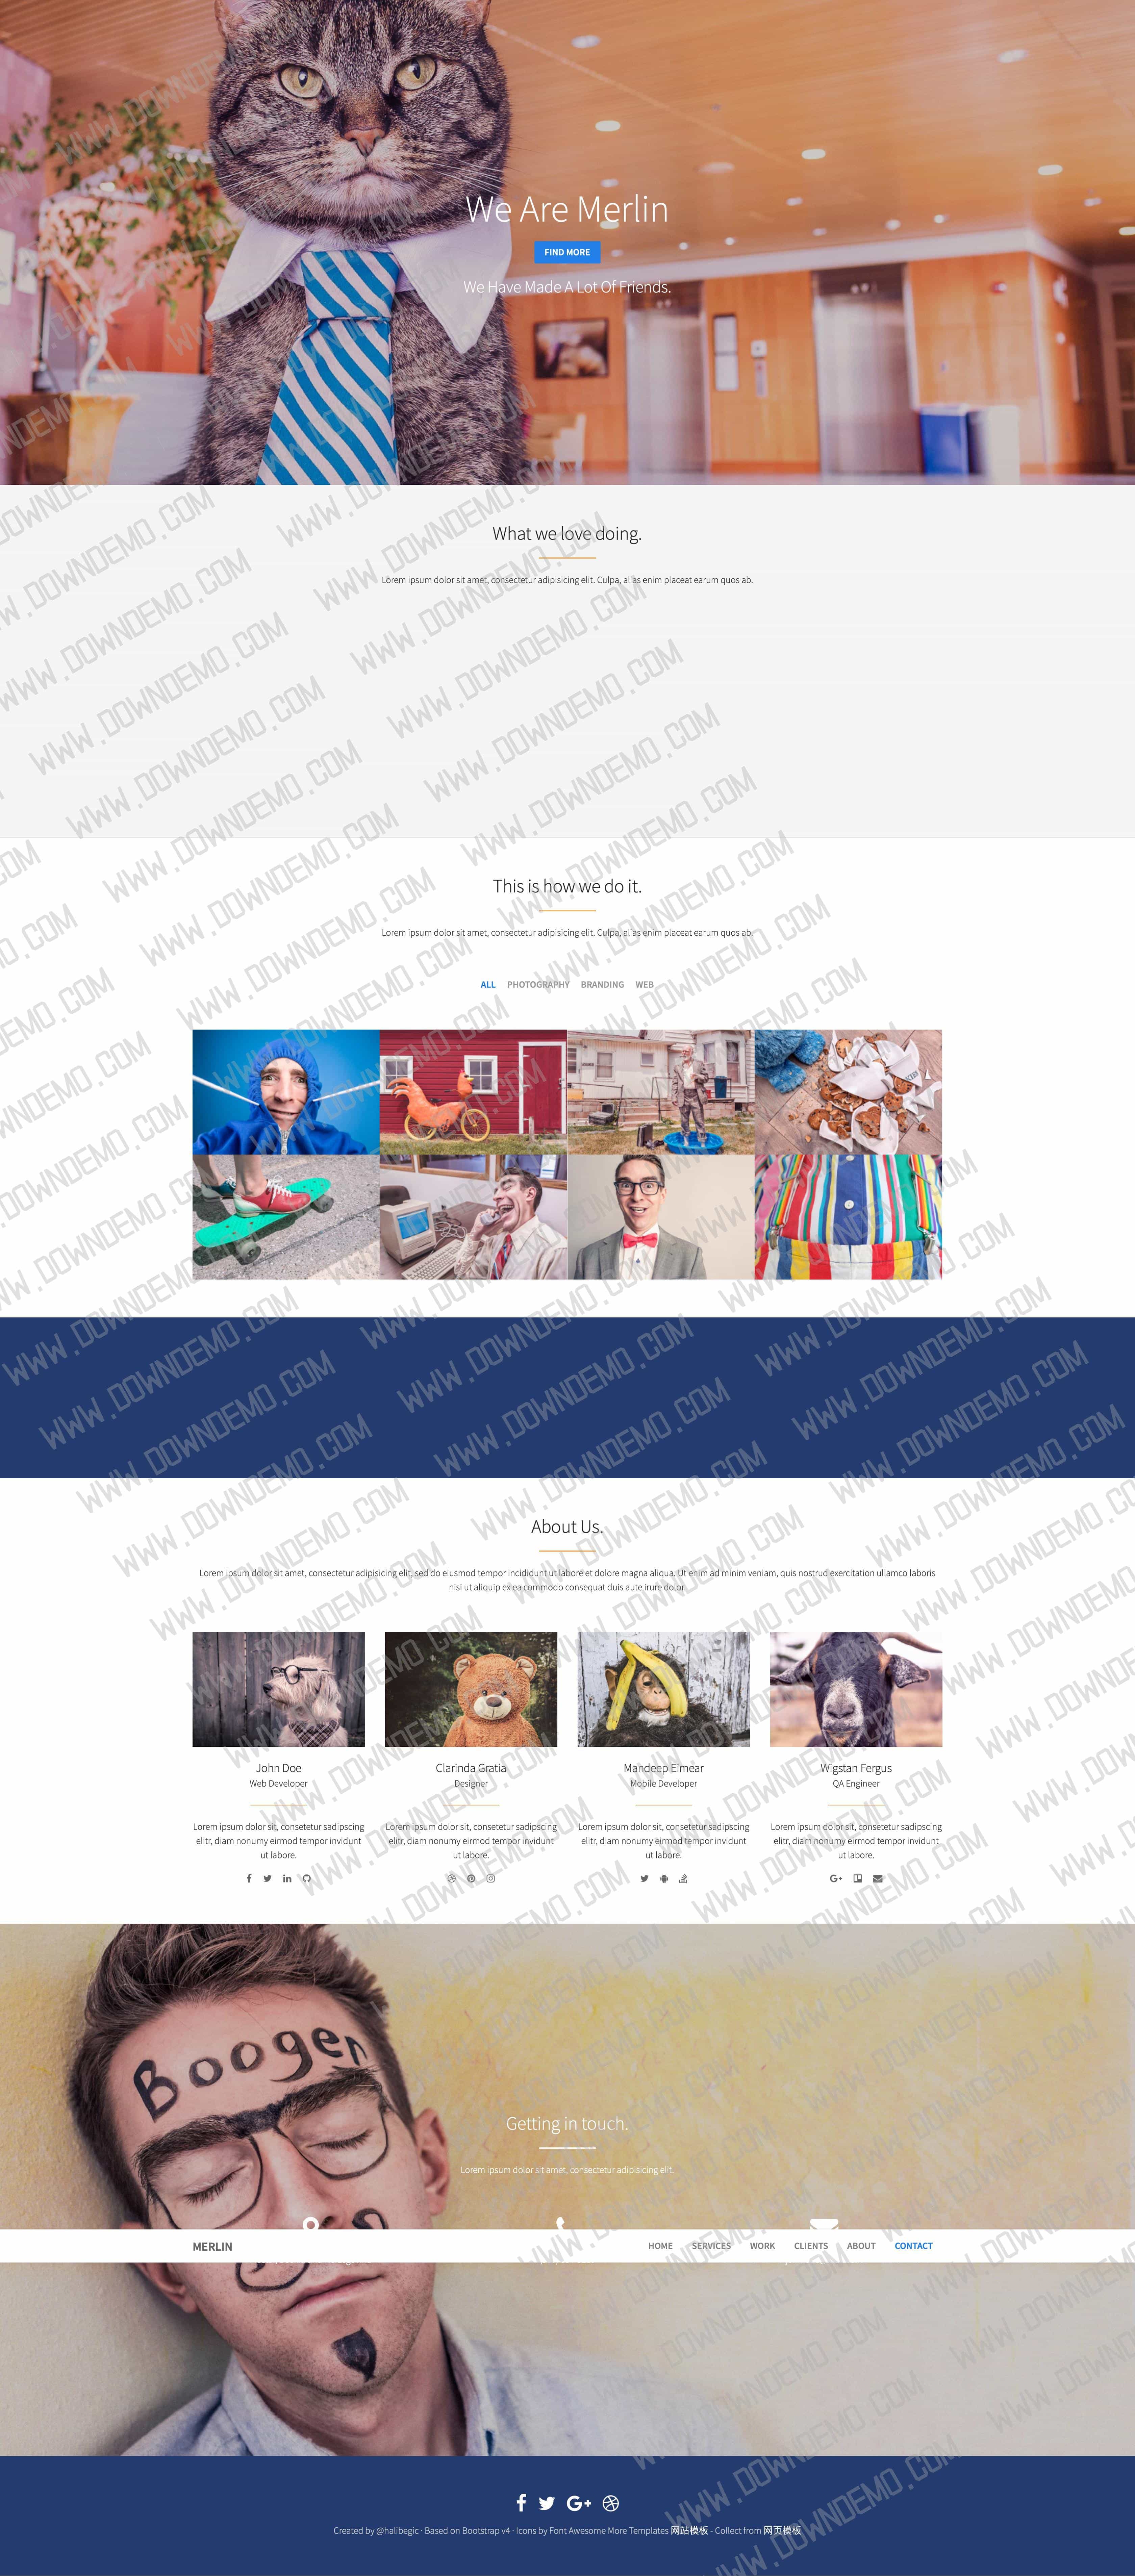 We Are Merlin
FIND MORE
We Have Made A Lot Of Friends.
What we love doing.
Lorem ipsum dolor sit amet, consectetur adipisicing elit. Culpa, alias enim placeat earum quos ab.
This is how we do it.
Lorem ipsum dolor sit amet, consectetur adipisicing elit. Culpa, alias enim placeat earum quos ab.
ALL PHOTOGRAPHY BRANDING WEB
About Us.
Lorem ipsum dolor sit amet, consectetur adipisicing elit, sed do eiusmod tempor incididunt ut labore et dolore magna aliqua. Ut enim ad minim veniam, quis nostrud exercitation ullamco laboris
nisi ut aliquip ex ea commodo consequat duis aute irure dolor.
John Doe
Web Developer
Lorem ipsum dolor sit, consetetur sadipscing
elitr, diam nonumy eirmod tempor invidunt
ut labore.
Clarinda Gratia
Designer
Lorem ipsum dolor sit, consetetur sadipscing
elitr, diam nonumy eirmod tempor invidunt
ut labore.
Mandeep Eimear
Mobile Developer
Lorem ipsum dolor sit, consetetur sadipscing
elitr, diam nonumy eirmod tempor invidunt
ut labore.
Wigstan Fergus
QA Engineer
Lorem ipsum dolor sit, consetetur sadipscing
elitr, diam nonumy eirmod tempor invidunt
ut labore.
Booger
Getting in touch.
Lorem ipsum dolor sit amet, consectetur adipisicing elit.
MERLIN HOME SERVICES WORK CLIENTS ABOUT CONTACT
Created by @halibegic · Based on Bootstrap v4 · Icons by Font Awesome More Templates 网站模板 - Collect from 网页模板
WWW.DOWNDEMO.COM